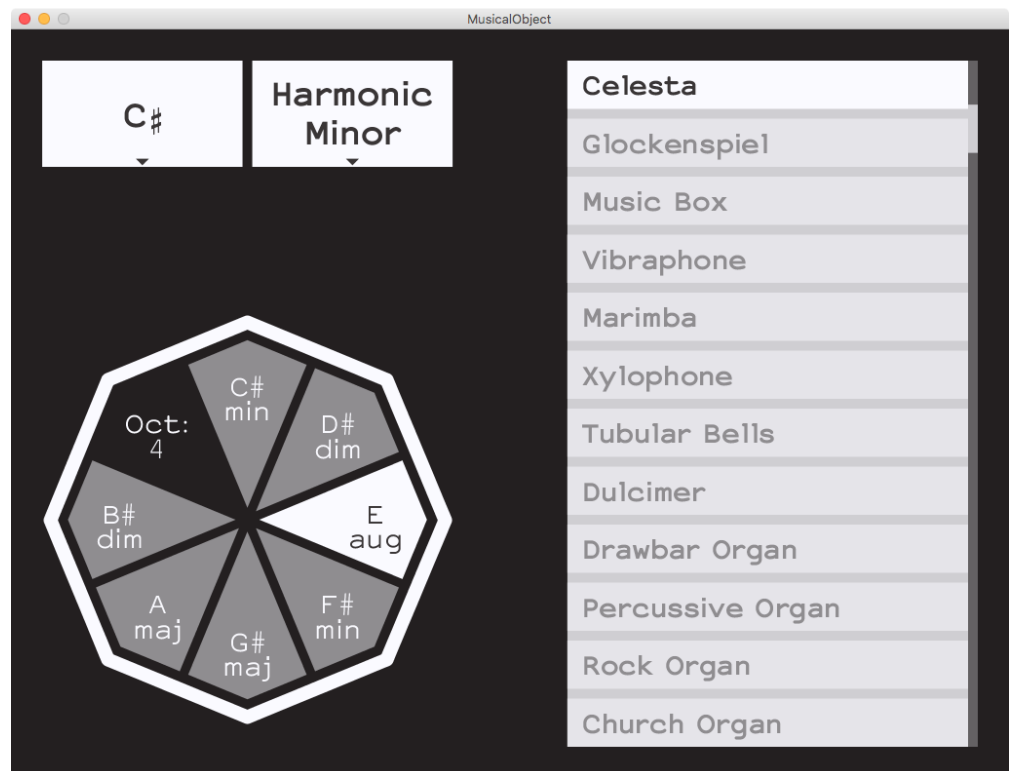 MusicalObject
C♯
Harmonic
Minor
Celesta
Glockenspiel
Music Box
Vibraphone
Marimba
Xylophone
Tubular Bells
Dulcimer
Drawbar Organ
Percussive Organ
Rock Organ
Church Organ
Oct:
4
C#
min
D#
dim
E
aug
F#
min
G#
maj
A
maj
B#
dim